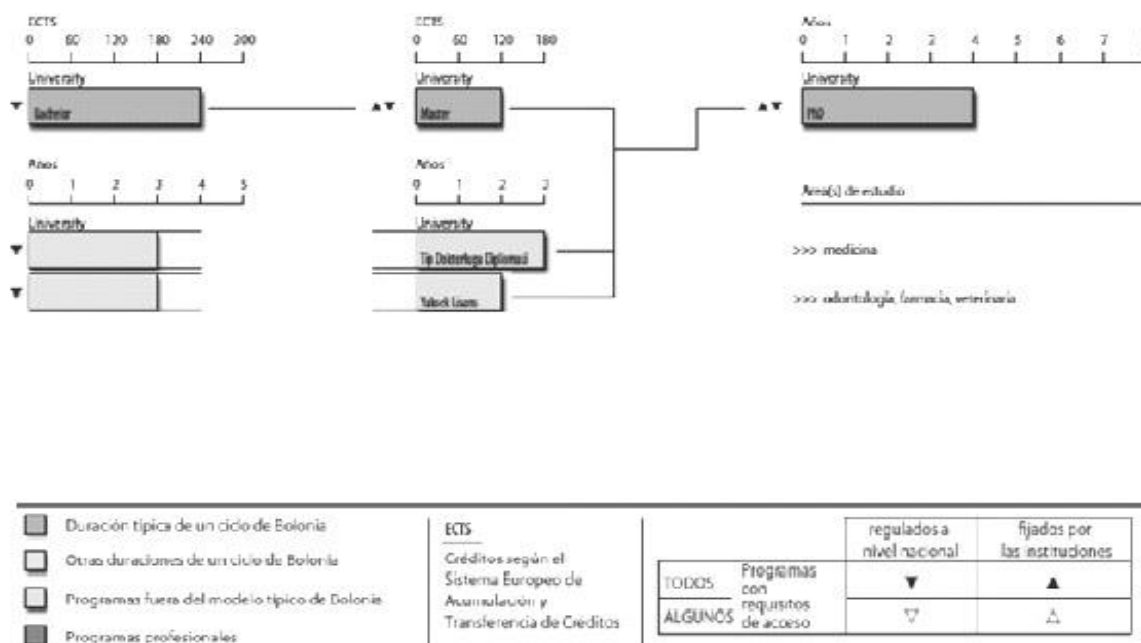 ECTS
0 60 120 180 240 300
University
Bachelor
ECTS
0 60 120 180
University
Master
Años
0 1 2 3 4 5 6 7
University
PhD
Años
0 1 2 3 4 5
University
Años
0 1 2 3
University
Tip Doktorlugu Diplomasi
Yuksek Lisans
Área(s) de estudio
>>> medicina
>>> odontología, farmacia, veterinaria
Duración típica de un ciclo de Bolonia
Otras duraciones de un ciclo de Bolonia
Programas fuera del modelo típico de Bolonia
Programas profesionales
ECTS
Créditos según el
Sistema Europeo de
Acumulación y
Transferencia de Créditos
regulados a
nivel nacional
fijados por
las instituciones
TODOS
ALGUNOS
Programas
con
requisitos
de acceso